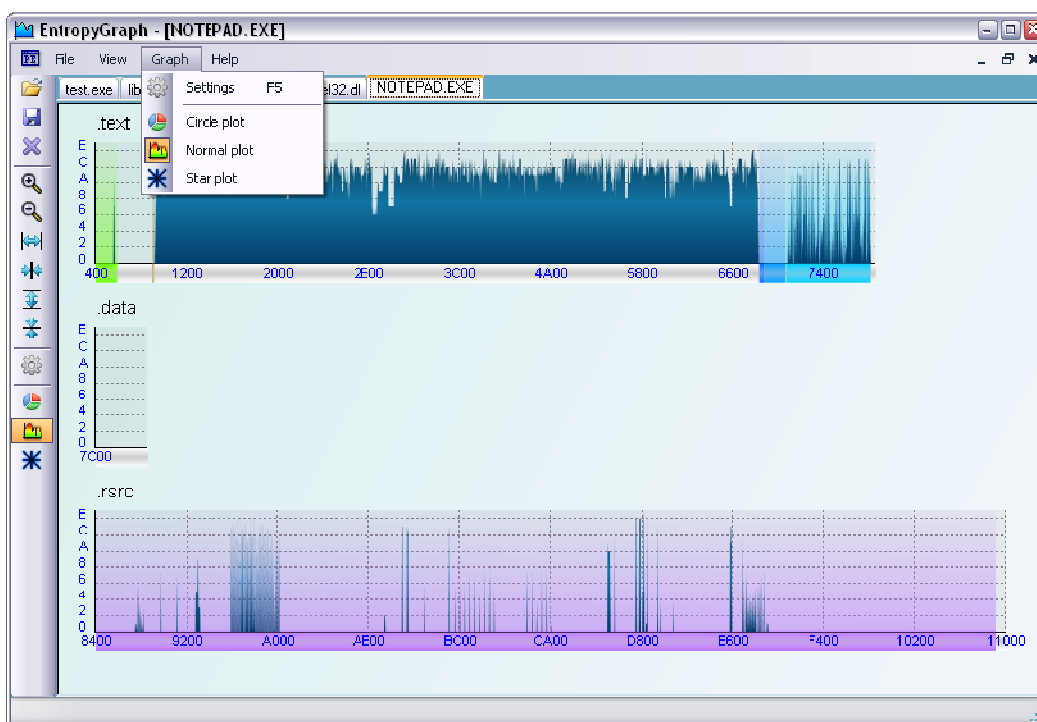 EntropyGraph - [NOTEPAD.EXE]
File View Graph Help
test.exe lib el32.dl NOTEPAD.EXE
Settings F5
Circle plot
Normal plot
Star plot
.text
E
C
A
8
6
4
2
0
400 1200 2000 2E00 3C00 4A00 5800 6600 7400
.data
E
C
A
8
6
4
2
0
7C00
.rsrc
E
C
A
8
6
4
2
0
8400 9200 A000 AE00 BC00 CA00 D800 E600 F400 10200 11000